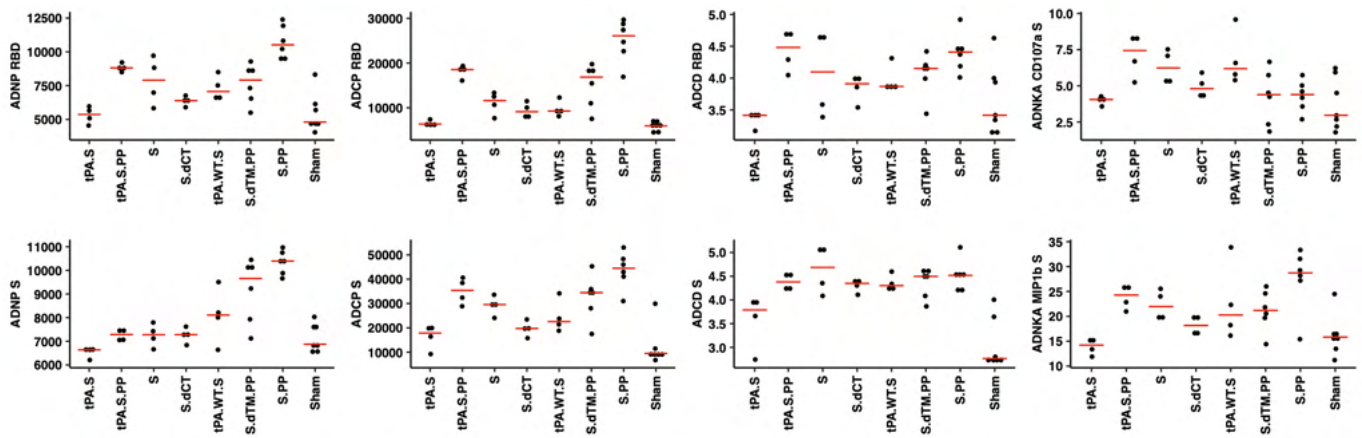 ADNP RBD
12500
10000
7500
5000
tPA.S
tPA.S.PP
S
S.dCT
tPA.WT.S
S.dTM.PP
S.PP
Sham
ADCP RBD
30000
20000
10000
tPA.S
tPA.S.PP
S
S.dCT
tPA.WT.S
S.dTM.PP
S.PP
Sham
ADCD RBD
5.0
4.5
4.0
3.5
tPA.S
tPA.S.PP
S
S.dCT
tPA.WT.S
S.dTM.PP
S.PP
Sham
ADNKA CD107a S
10.0
7.5
5.0
2.5
tPA.S
tPA.S.PP
S
S.dCT
tPA.WT.S
S.dTM.PP
S.PP
Sham
ADNP S
11000
10000
9000
8000
7000
6000
tPA.S
tPA.S.PP
S
S.dCT
tPA.WT.S
S.dTM.PP
S.PP
Sham
ADCP S
50000
40000
30000
20000
10000
tPA.S
tPA.S.PP
S
S.dCT
tPA.WT.S
S.dTM.PP
S.PP
Sham
ADCD S
5.0
4.5
4.0
3.5
3.0
tPA.S
tPA.S.PP
S
S.dCT
tPA.WT.S
S.dTM.PP
S.PP
Sham
ADNKA MIP1b S
35
30
25
20
15
10
tPA.S
tPA.S.PP
S
S.dCT
tPA.WT.S
S.dTM.PP
S.PP
Sham